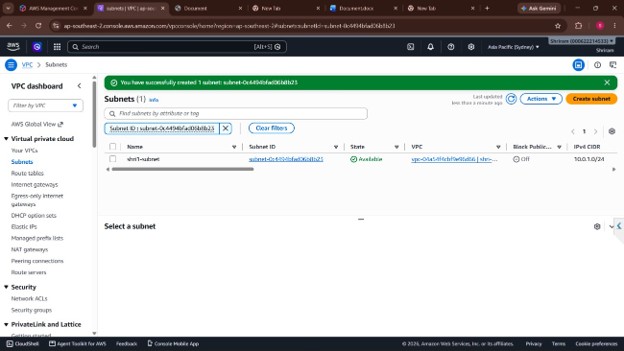 AWS Management Con
subnets | VPC | ap-sout
Document
New Tab
Document.docx
New Tab
Ask Gemini
ap-southeast-2.console.aws.amazon.com/vpcconsole/home?region=ap-southeast-2#subnets:subnetId=subnet-0c4494bfad06b8b23
aws
Search
[Alt+S]
Asia Pacific (Sydney)
Shriram
VPC > Subnets
VPC dashboard
Filter by VPC
AWS Global View
Virtual private cloud
Your VPCs
Subnets
Route tables
Internet gateways
Egress-only internet gateways
DHCP option sets
Elastic IPs
Managed prefix lists
NAT gateways
Peering connections
Route servers
Security
Network ACLs
Security groups
PrivateLink and Lattice
You have successfully created 1 subnet: subnet-0c4494bfad06b8b23
Subnets (1) Info
Last updated
less than a minute ago
Actions
Create subnet
Find subnets by attribute or tag
Subnet ID : subnet-0c4494bfad06b8b23
Clear filters
1
Name
Subnet ID
State
VPC
Block Public...
IPv4 CIDR
shri1-subnet
subnet-0c4494bfad06b8b23
Available
Off
10.0.1.0/24
Select a subnet
CloudShell
Agent Toolkit for AWS
Feedback
Console Mobile App
© 2026, Amazon Web Services, Inc. or its affiliates.
Privacy
Terms
Cookie preferences